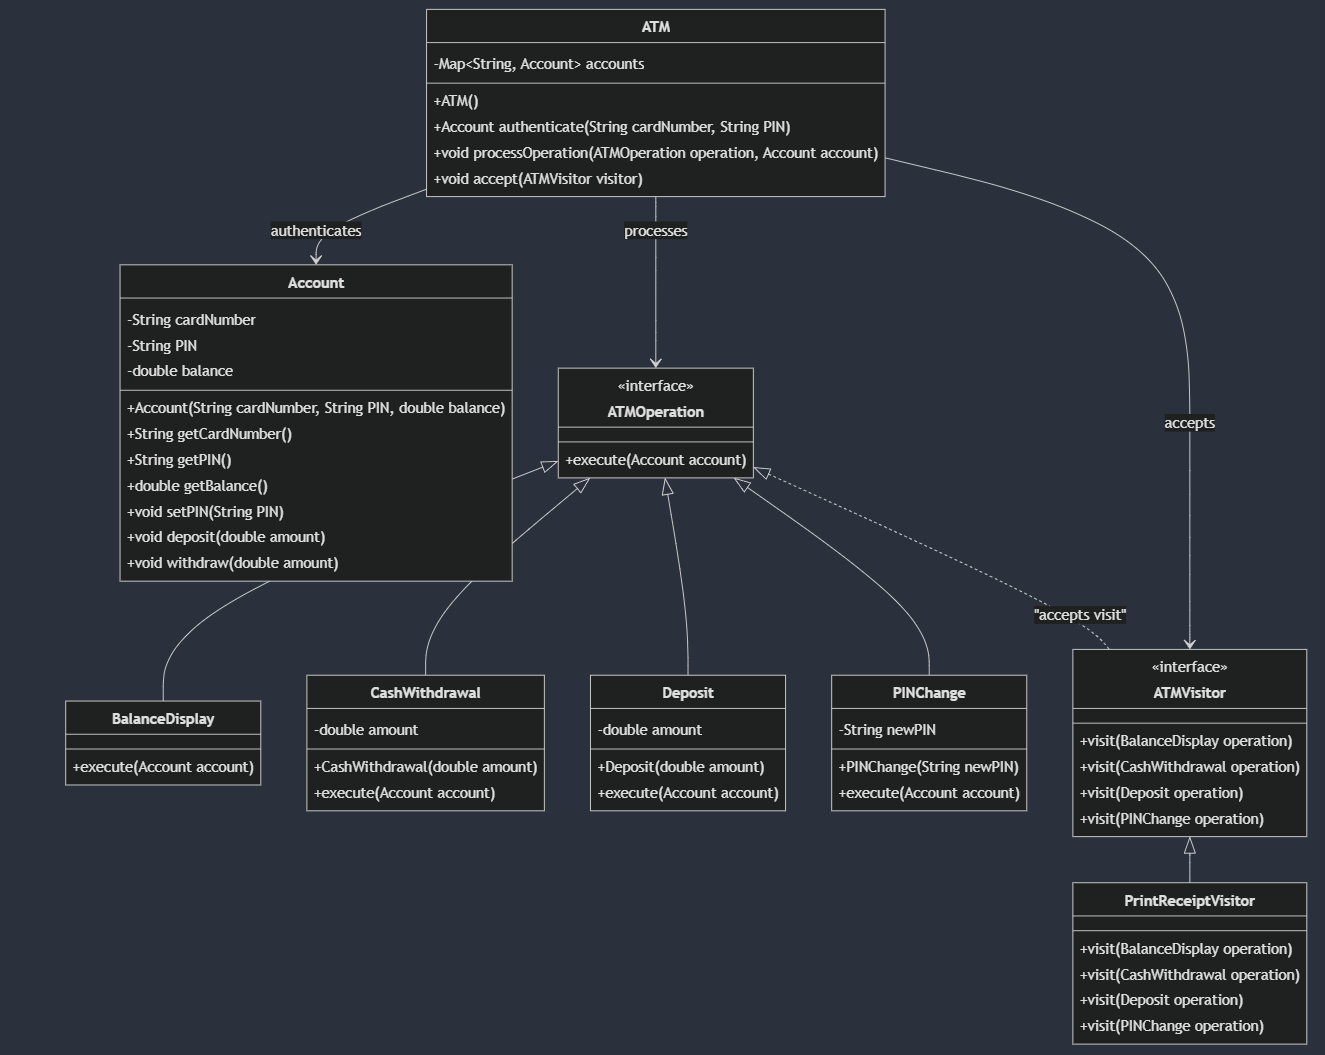 ATM
-Map<String, Account> accounts
+ATM()
+Account authenticate(String cardNumber, String PIN)
+void processOperation(ATMOperation operation, Account account)
+void accept(ATMVisitor visitor)
authenticates
processes
accepts
Account
-String cardNumber
-String PIN
-double balance
+Account(String cardNumber, String PIN, double balance)
+String getCardNumber()
+String getPIN()
+double getBalance()
+void setPIN(String PIN)
+void deposit(double amount)
+void withdraw(double amount)
«interface»
ATMOperation
+execute(Account account)
"accepts visit"
BalanceDisplay
+execute(Account account)
CashWithdrawal
-double amount
+CashWithdrawal(double amount)
+execute(Account account)
Deposit
-double amount
+Deposit(double amount)
+execute(Account account)
PINChange
-String newPIN
+PINChange(String newPIN)
+execute(Account account)
«interface»
ATMVisitor
+visit(BalanceDisplay operation)
+visit(CashWithdrawal operation)
+visit(Deposit operation)
+visit(PINChange operation)
PrintReceiptVisitor
+visit(BalanceDisplay operation)
+visit(CashWithdrawal operation)
+visit(Deposit operation)
+visit(PINChange operation)